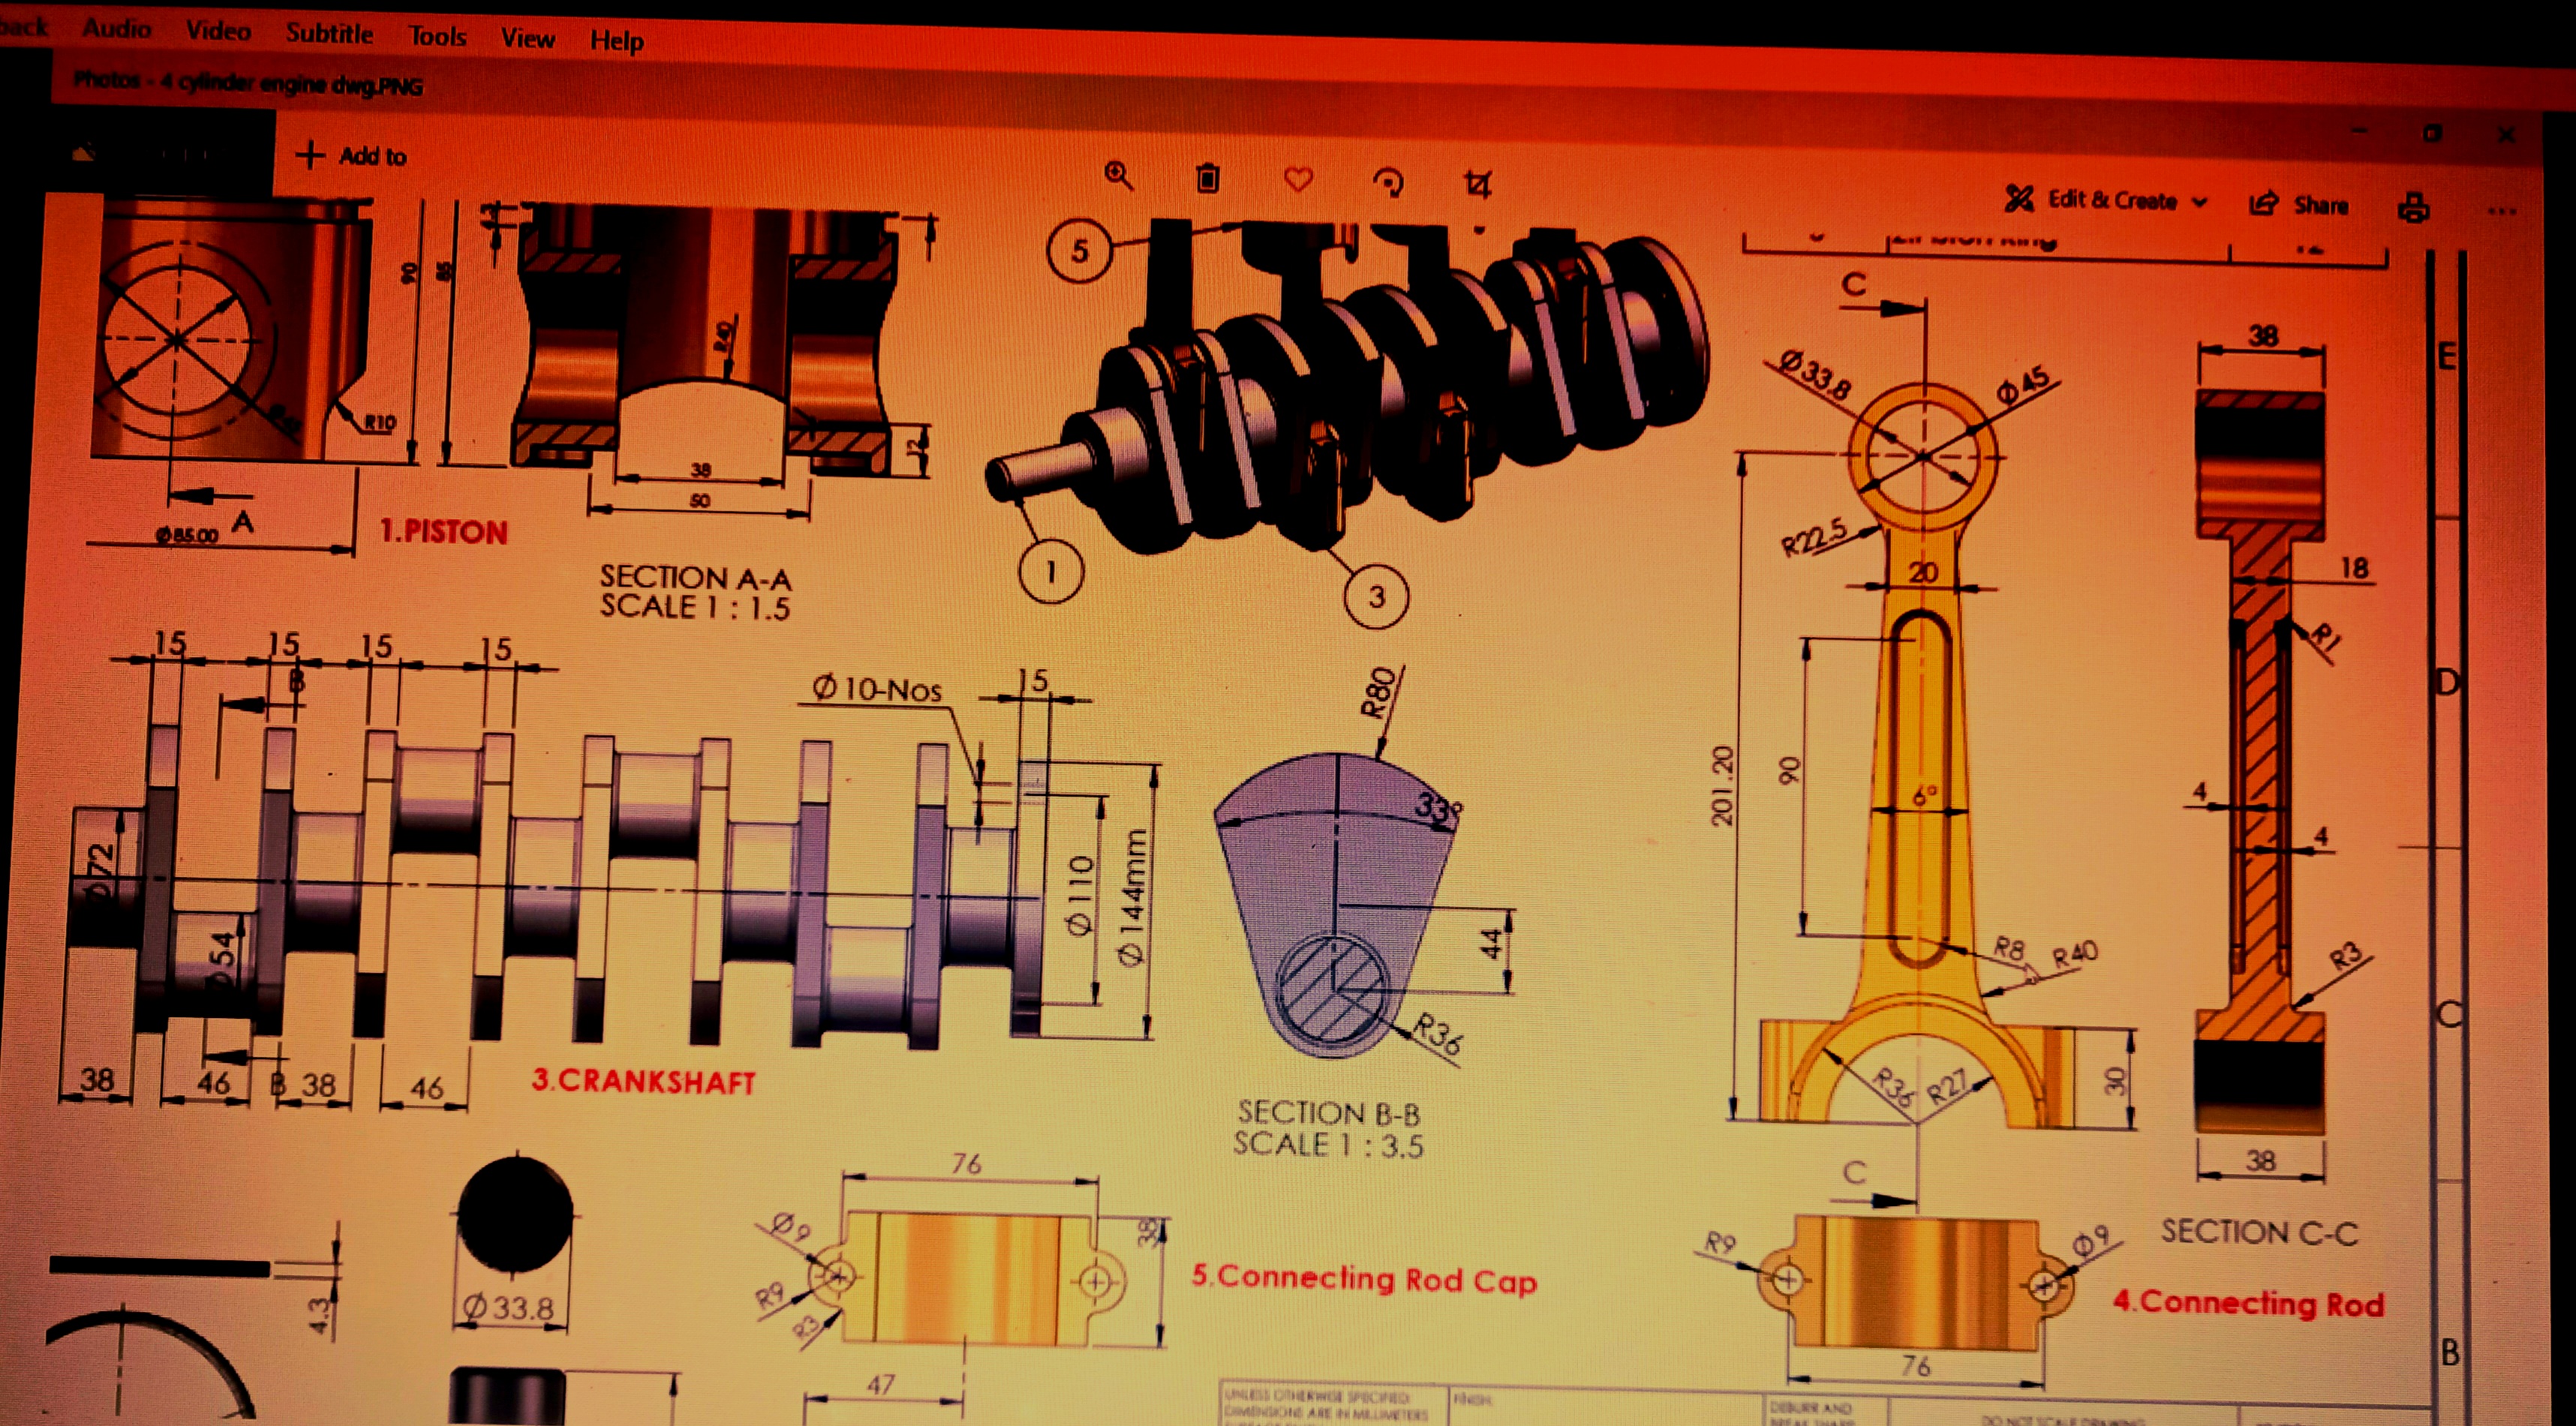 back Audio Video Subtitle Tools View Help
Photos - 4 cylinder engine dwg.PNG
+ Add to
Edit & Create
Share
5
90
85
R40
R10
12
38
50
A
Ø85.00
1.PISTON
SECTION A-A
SCALE 1 : 1.5
1
3
C
Ø33.8
Ø45
38
E
R22.5
20
18
R1
D
201.20
90
6°
4
4
R8
R40
R3
C
R36
R27
30
38
C
15
15
15
15
B
Ø10-Nos
15
Ø72
Ø54
Ø110
Ø144mm
38
46
B
38
46
3.CRANKSHAFT
R80
33°
44
R36
SECTION B-B
SCALE 1 : 3.5
4.3
Ø33.8
76
Ø9
38
R9
R3
47
5.Connecting Rod Cap
R9
Ø9
SECTION C-C
4.Connecting Rod
76
B
UNLESS OTHERWISE SPECIFIED:
DIMENSIONS ARE IN MILLIMETERS
FINISH:
DEBURR AND
BREAK SHARP
DO NOT SCALE DRAWING